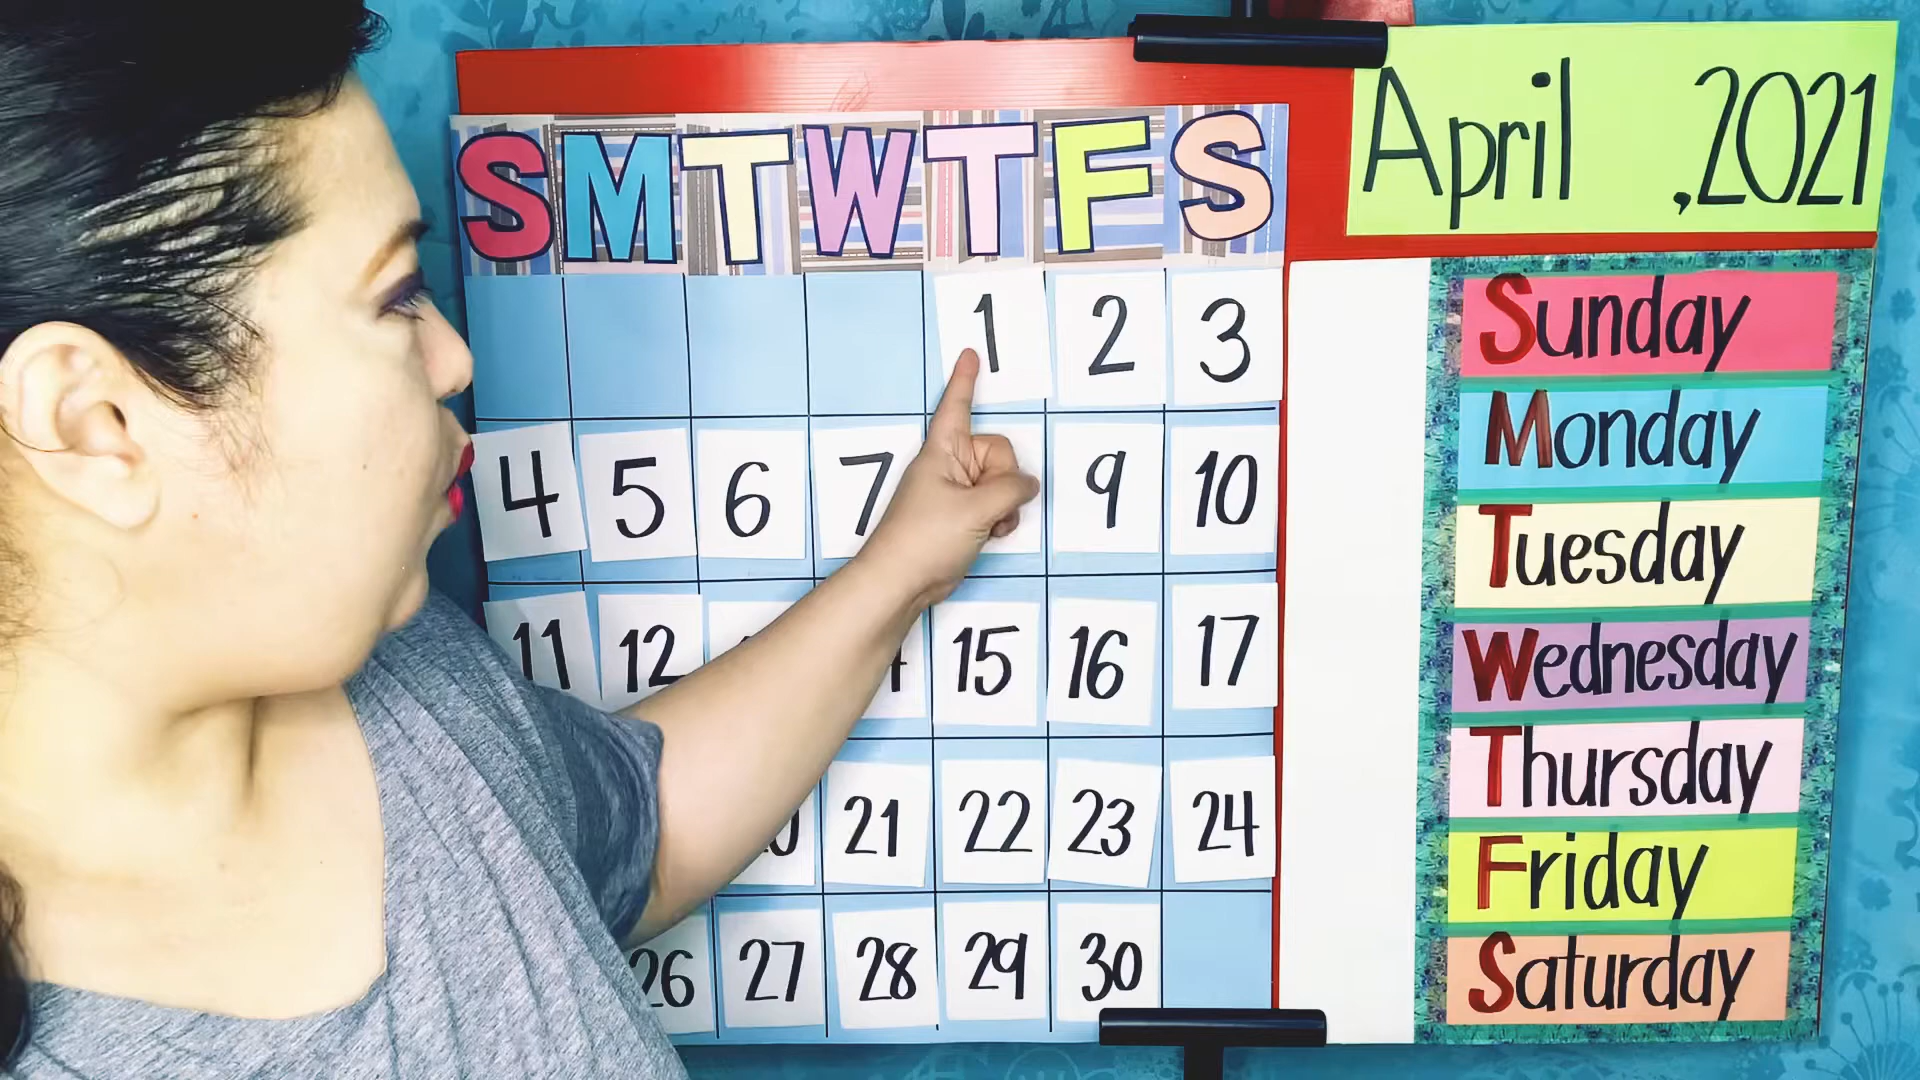 April ,2021
S M T W T F S
1 2 3
4 5 6 7 9 10
11 12 15 16 17
21 22 23 24
26 27 28 29 30
Sunday
Monday
Tuesday
Wednesday
Thursday
Friday
Saturday